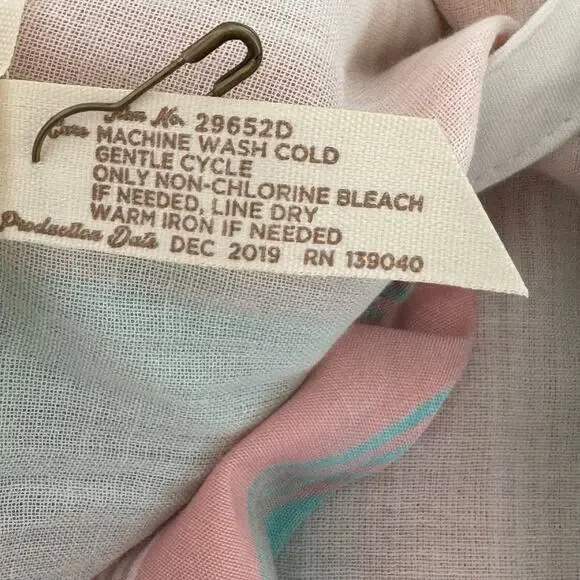 Item No. 29652D
Care MACHINE WASH COLD
GENTLE CYCLE
ONLY NON-CHLORINE BLEACH
IF NEEDED, LINE DRY
WARM IRON IF NEEDED
Production Date DEC 2019 RN 139040